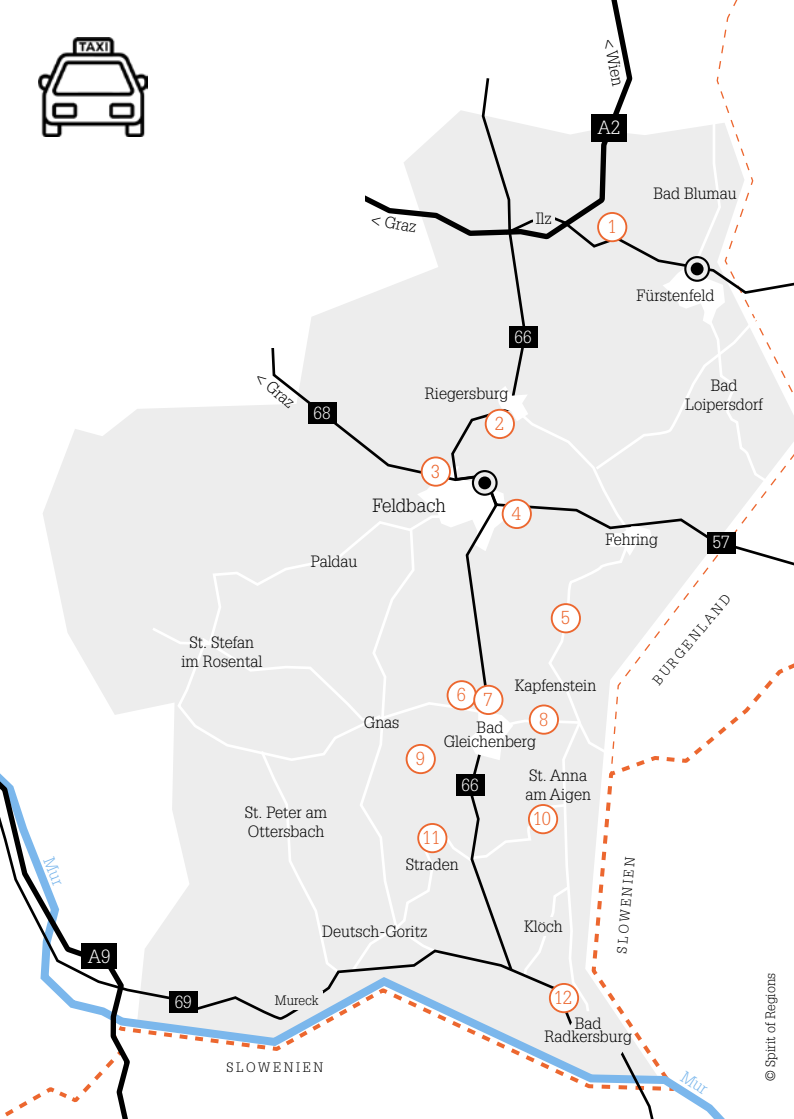 TAXI
< Wien
A2
Bad Blumau
Ilz
< Graz
1
Fürstenfeld
66
Riegersburg
Bad
Loipersdorf
< Graz
68
2
3
Feldbach
4
Fehring
57
Paldau
BURGENLAND
5
St. Stefan
im Rosental
Kapfenstein
6
7
8
Gnas
Bad
Gleichenberg
9
66
St. Anna
am Aigen
St. Peter am
Ottersbach
10
11
Straden
Mur
SLOWENIEN
Deutsch-Goritz
Klöch
A9
69
Mureck
12
Bad
Radkersburg
SLOWENIEN
Mur
© Spirit of Regions